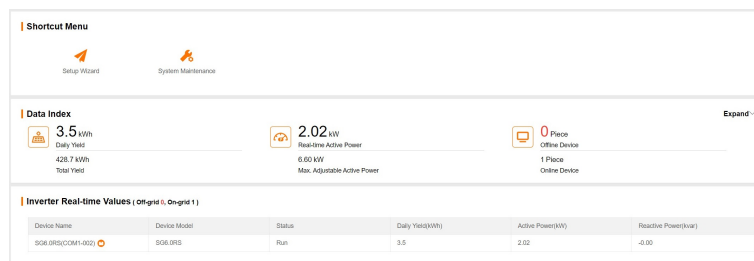 Shortcut Menu
Setup Wizard System Maintenance
Data Index Expand
3.5 kWh 2.02 kW 0 Piece
Daily Yield Real-time Active Power Offline Device
428.7 kWh 6.60 kW 1 Piece
Total Yield Max. Adjustable Active Power Online Device
Inverter Real-time Values ( Off-grid 0, On-grid 1 )
Device Name Device Model Status Daily Yield(kWh) Active Power(kW) Reactive Power(kvar)
SG6.0RS(COM1-002) SG6.0RS Run 3.5 2.02 -0.00